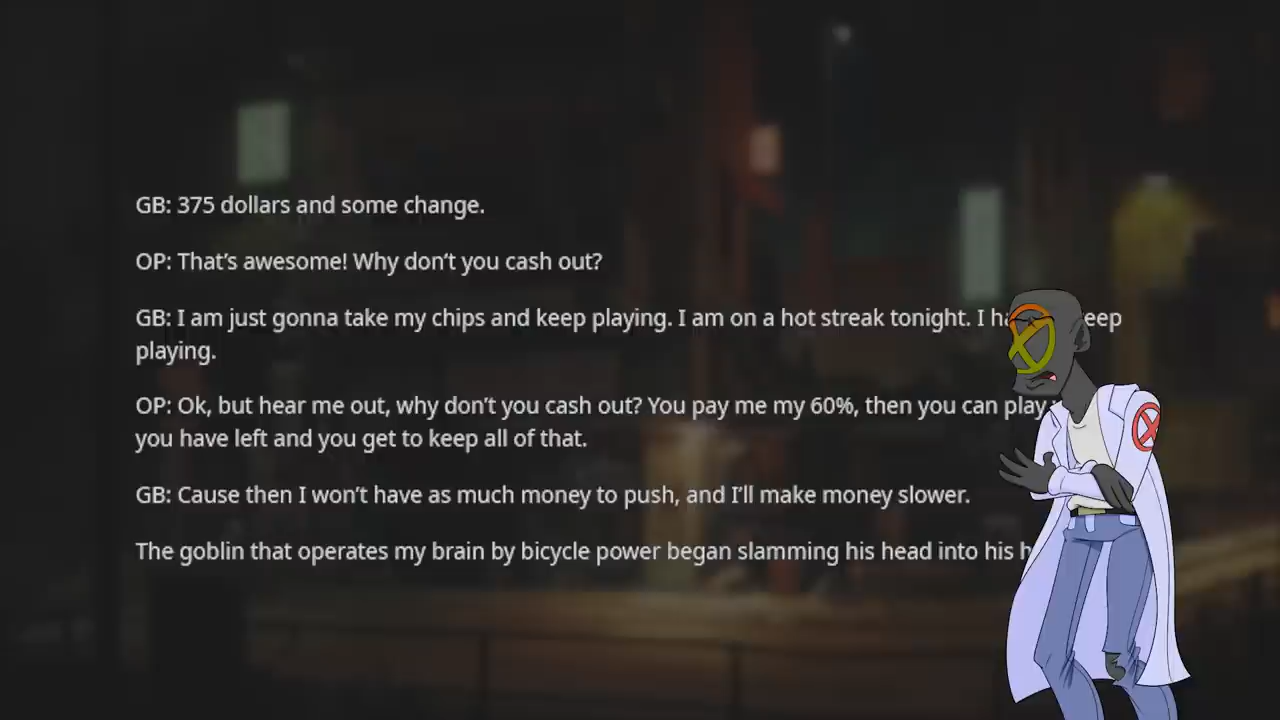 GB: 375 dollars and some change.
OP: That's awesome! Why don't you cash out?
GB: I am just gonna take my chips and keep playing. I am on a hot streak tonight. I eep
playing.
OP: Ok, but hear me out, why don't you cash out? You pay me my 60%, then you can play
you have left and you get to keep all of that.
GB: Cause then I won't have as much money to push, and I'll make money slower.
The goblin that operates my brain by bicycle power began slamming his head into his